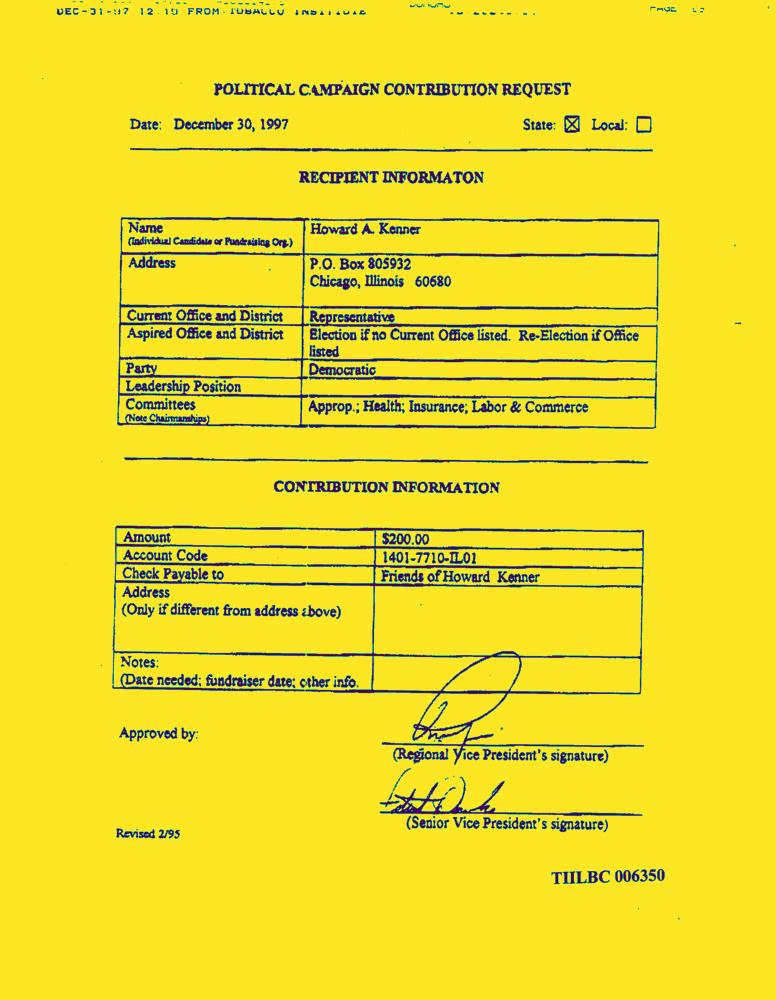 DEC-31-97 12:19 FROM TOBACCO INSTITUTE
PAGE
POLITICAL CAMPAIGN CONTRIBUTION REQUEST
Date: December 30, 1997 State: ☒ Local: ☐
RECIPIENT INFORMATON
Name Howard A. Kenner
(Individual Candidate or Fundraising Org.)
Address P.O. Box 805932
Chicago, Illinois 60680
Current Office and District Representative
Aspired Office and District Election if no Current Office listed. Re-Election if Office
listed
Party Democratic
Leadership Position
Committees Approp.; Health; Insurance; Labor & Commerce
(Note Chairmanships)
CONTRIBUTION INFORMATION
Amount $200.00
Account Code 1401-7710-IL01
Check Payable to Friends of Howard Kenner
Address
(Only if different from address above)
Notes:
(Date needed; fundraiser date; other info.
Approved by:
(Regional Vice President's signature)
(Senior Vice President's signature)
Revised 2/95
TIILBC 006350